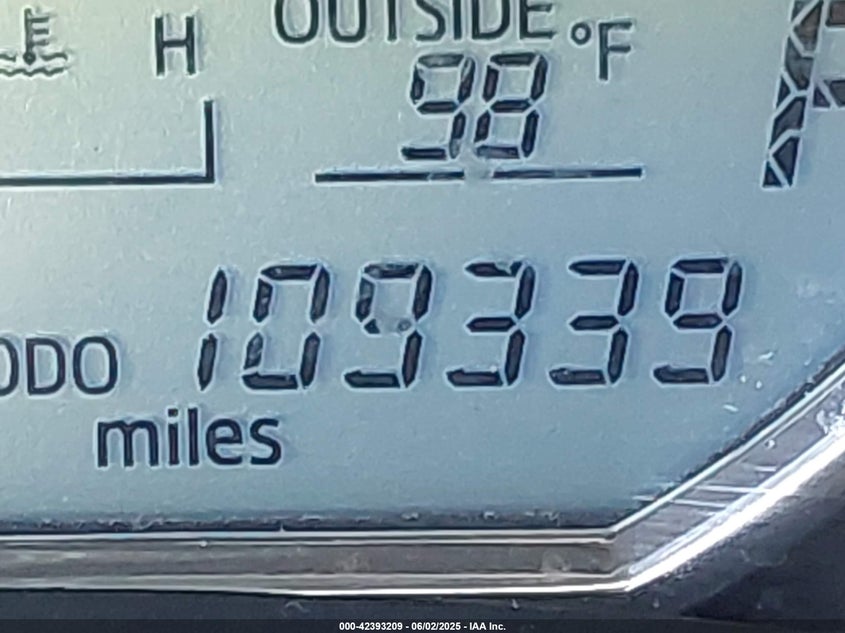 H
OUTSIDE °F
98
P
109339
ODO
miles
000-42393209 - 06/02/2025 - IAA Inc.